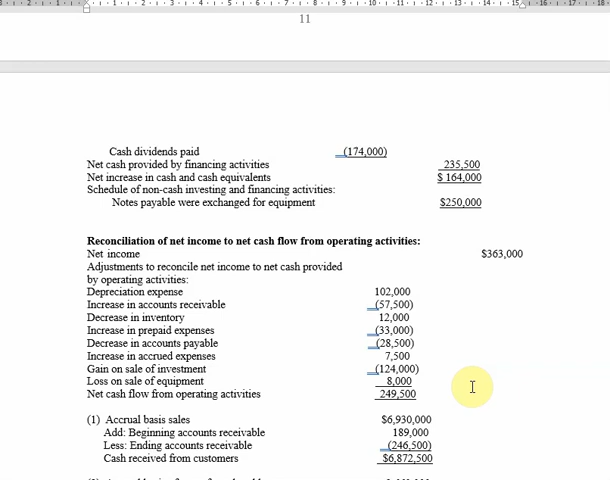 11
Cash dividends paid (174,000)
Net cash provided by financing activities 235,500
Net increase in cash and cash equivalents $ 164,000
Schedule of non-cash investing and financing activities:
Notes payable were exchanged for equipment $250,000
Reconciliation of net income to net cash flow from operating activities:
Net income $363,000
Adjustments to reconcile net income to net cash provided
by operating activities:
Depreciation expense 102,000
Increase in accounts receivable (57,500)
Decrease in inventory 12,000
Increase in prepaid expenses (33,000)
Decrease in accounts payable (28,500)
Increase in accrued expenses 7,500
Gain on sale of investment (124,000)
Loss on sale of equipment 8,000
Net cash flow from operating activities 249,500
(1) Accrual basis sales $6,930,000
Add: Beginning accounts receivable 189,000
Less: Ending accounts receivable (246,500)
Cash received from customers $6,872,500